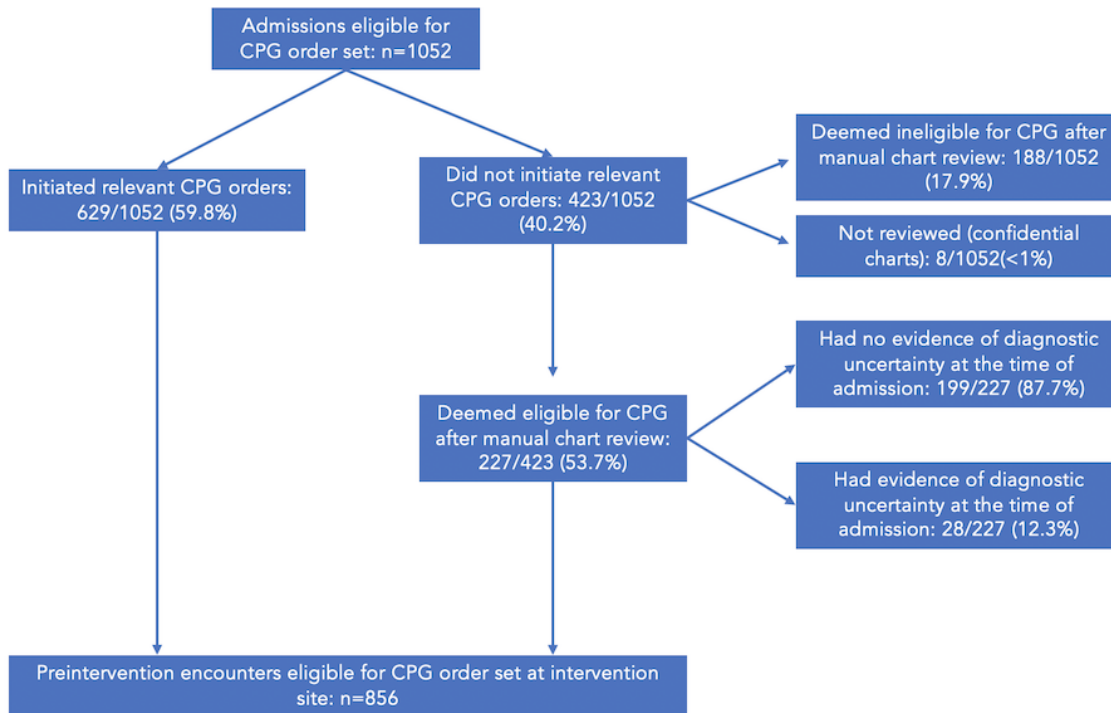 Admissions eligible for
CPG order set: n=1052
Initiated relevant CPG orders:
629/1052 (59.8%)
Did not initiate relevant
CPG orders: 423/1052
(40.2%)
Deemed ineligible for CPG after
manual chart review: 188/1052
(17.9%)
Not reviewed (confidential
charts): 8/1052(<1%)
Had no evidence of diagnostic
uncertainty at the time of
admission: 199/227 (87.7%)
Deemed eligible for CPG
after manual chart review:
227/423 (53.7%)
Had evidence of diagnostic
uncertainty at the time of
admission: 28/227 (12.3%)
Preintervention encounters eligible for CPG order set at intervention
site: n=856